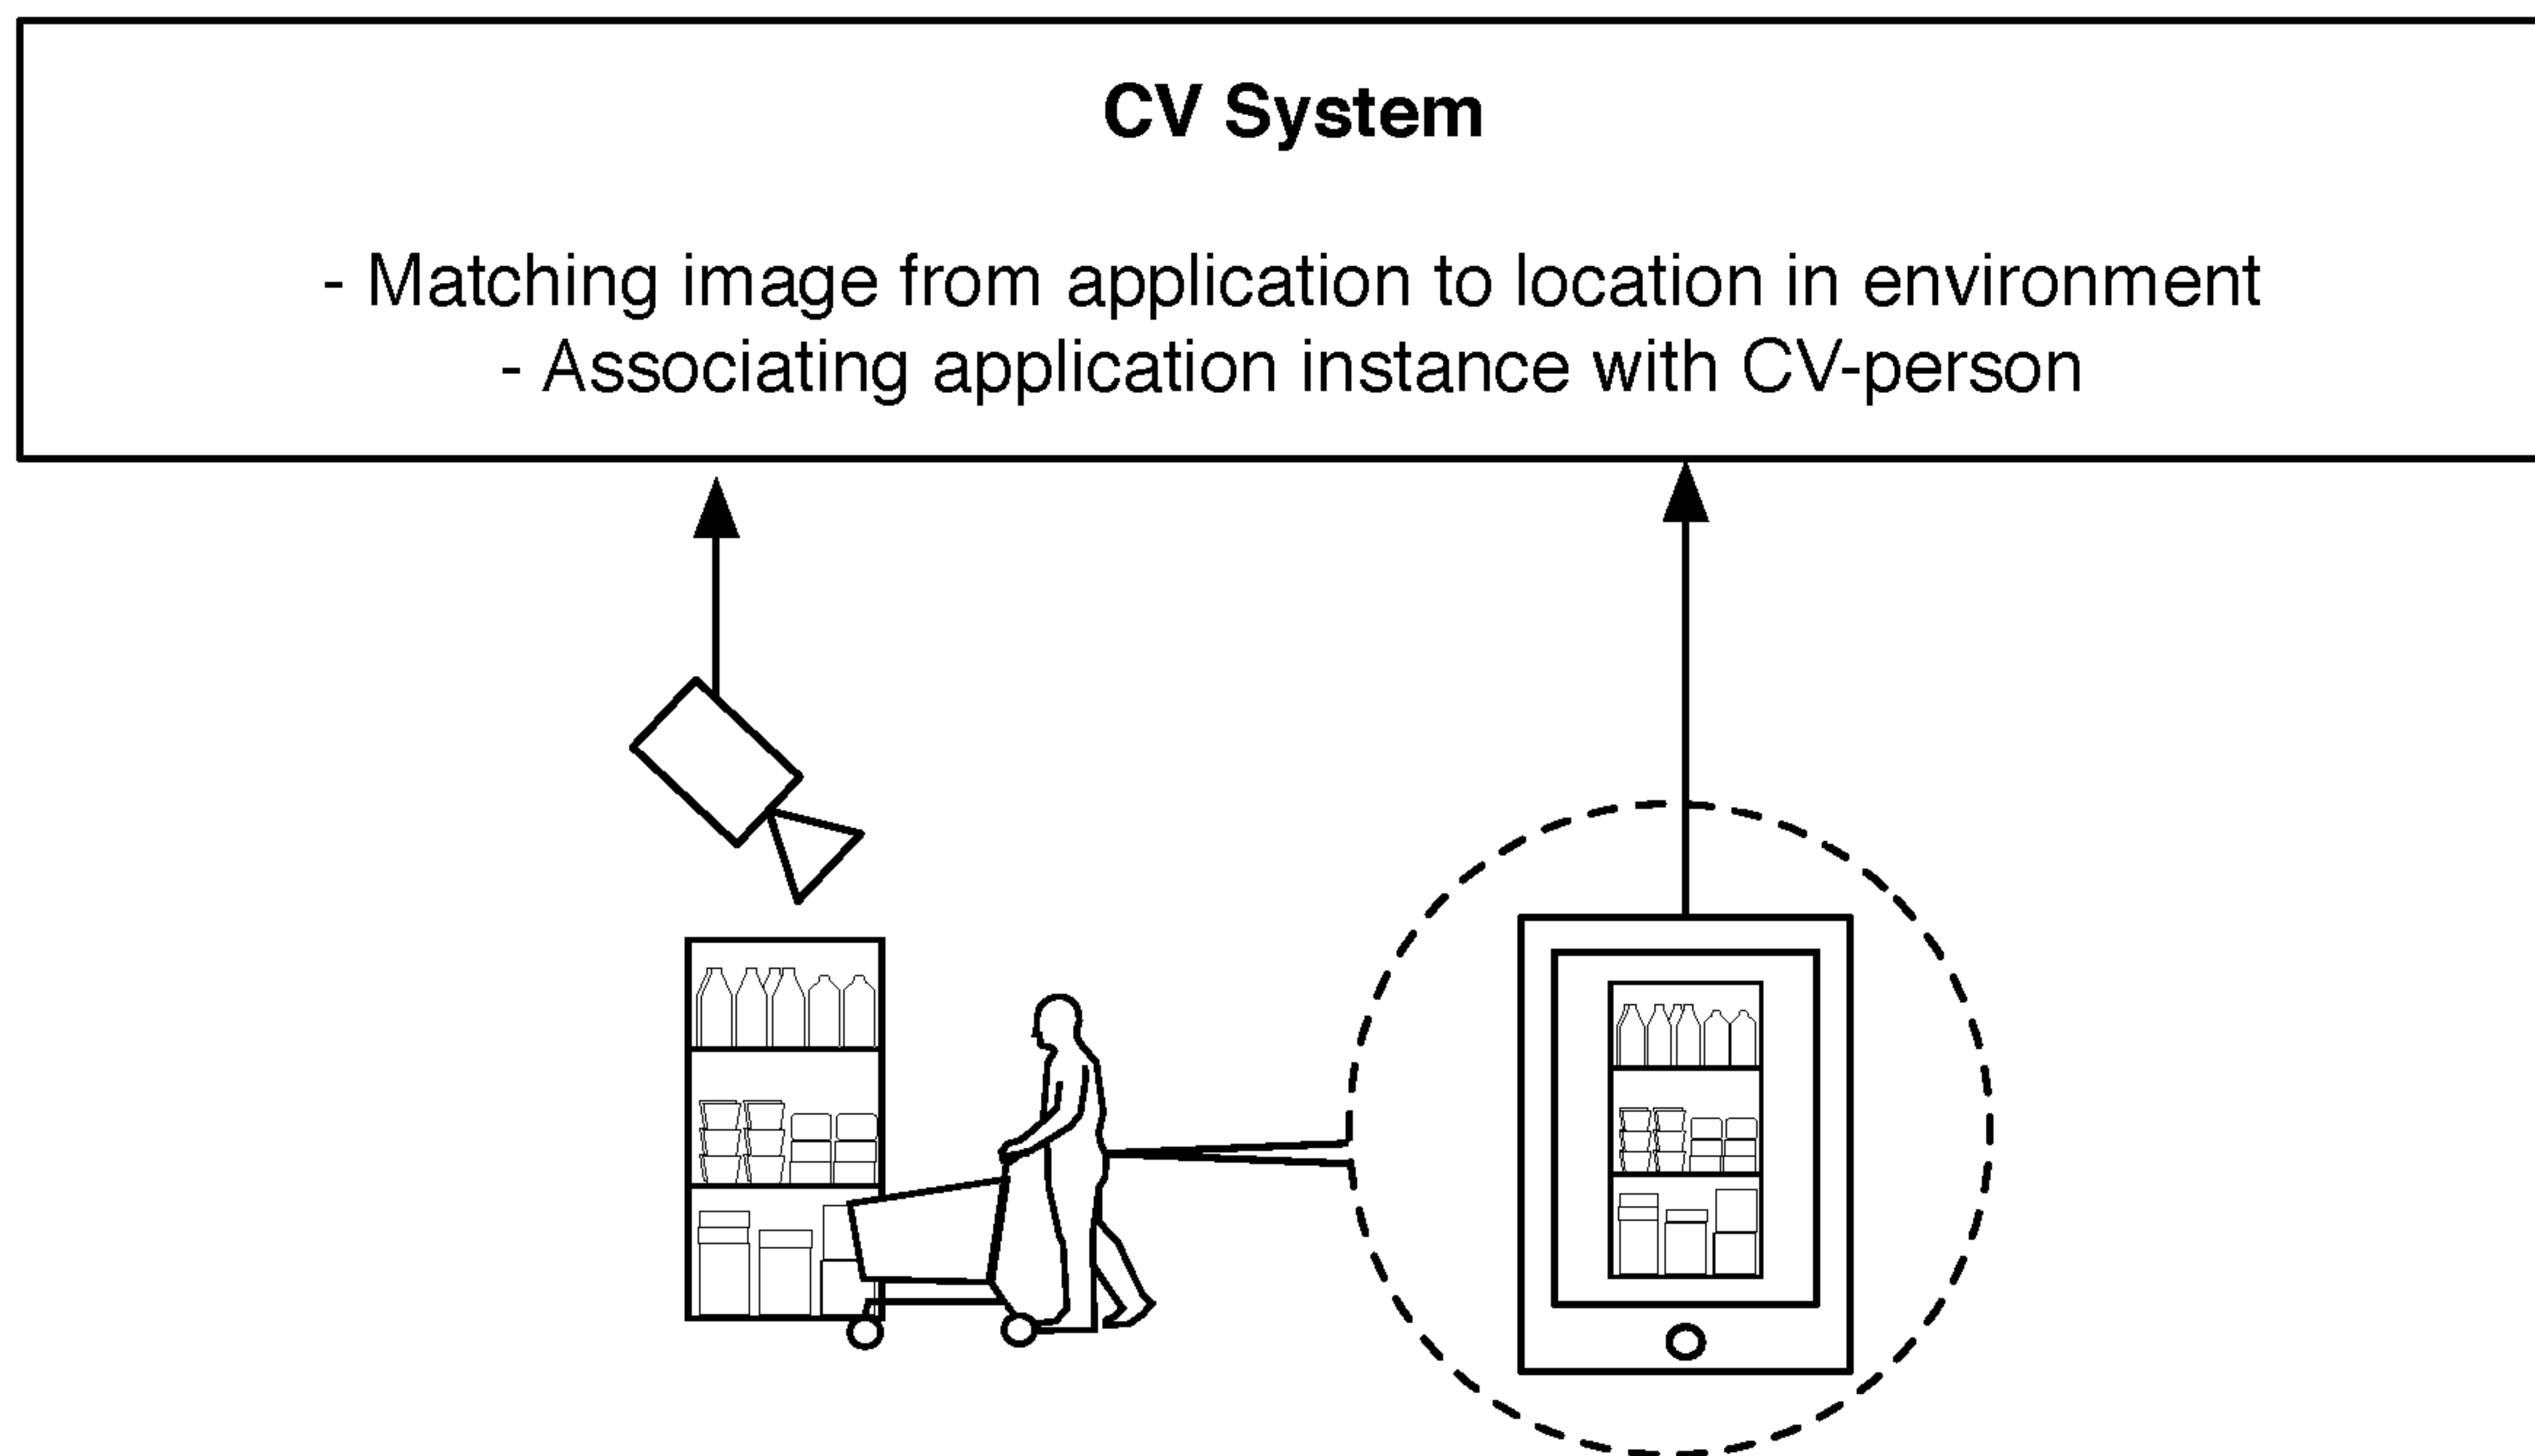 CV System
- Matching image from application to location in environment
- Associating application instance with CV-person